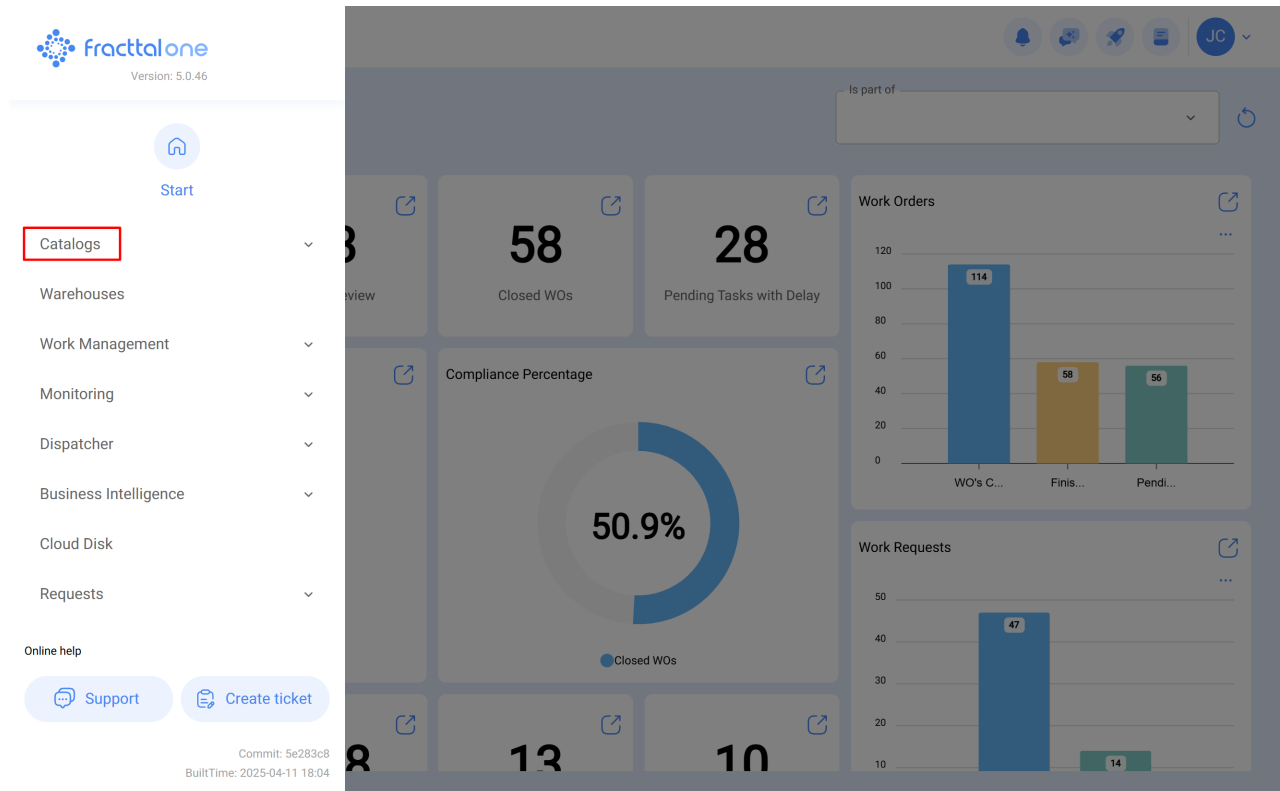 fracttal one
Version: 5.0.46
JC
Start
Catalogs
Warehouses
Work Management
Monitoring
Dispatcher
Business Intelligence
Cloud Disk
Requests
Online help
Support
Create ticket
Commit: 5e283c8
BuiltTime: 2025-04-11 18:04
Is part of
58
Closed WOs
28
Pending Tasks with Delay
Work Orders
...
120
100
80
60
40
20
0
114
58
56
WO's C...
Finis...
Pendi...
Compliance Percentage
50.9%
Closed WOs
Work Requests
...
50
40
30
20
10
47
14
8
13
10